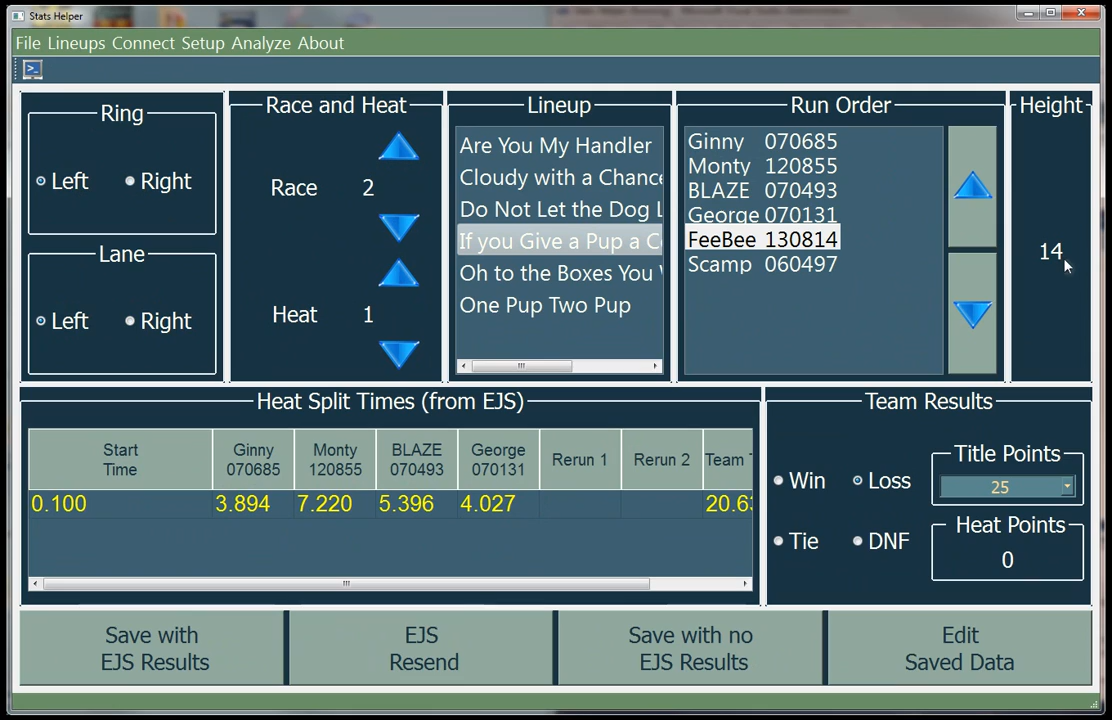 Stats Helper
File Lineups Connect Setup Analyze About
Ring
Left Right
Lane
Left Right
Race and Heat
Race 2
Heat 1
Lineup
Are You My Handler
Cloudy with a Chance
Do Not Let the Dog L
If you Give a Pup a C
Oh to the Boxes You
One Pup Two Pup
Run Order
Ginny 070685
Monty 120855
BLAZE 070493
George 070131
FeeBee 130814
Scamp 060497
Height
14
Heat Split Times (from EJS)
Start Time
Ginny 070685
Monty 120855
BLAZE 070493
George 070131
Rerun 1
Rerun 2
Team
0.100 3.894 7.220 5.396 4.027 20.63
Team Results
Win Loss
Tie DNF
Title Points
25
Heat Points
0
Save with
EJS Results
EJS
Resend
Save with no
EJS Results
Edit
Saved Data